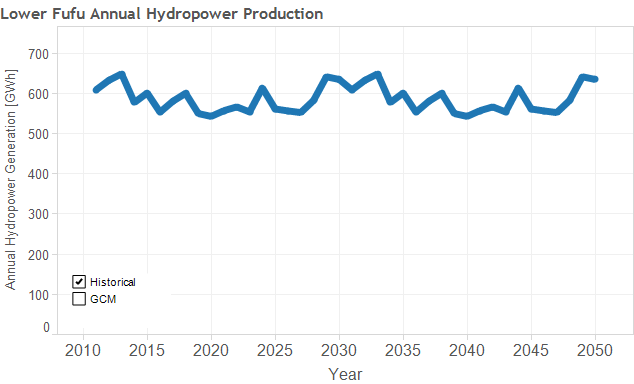 Lower Fufu Annual Hydropower Production
Annual Hydropower Generation [GWh]
700
600
500
400
300
200
100
0
Historical
GCM
2010 2015 2020 2025 2030 2035 2040 2045 2050
Year